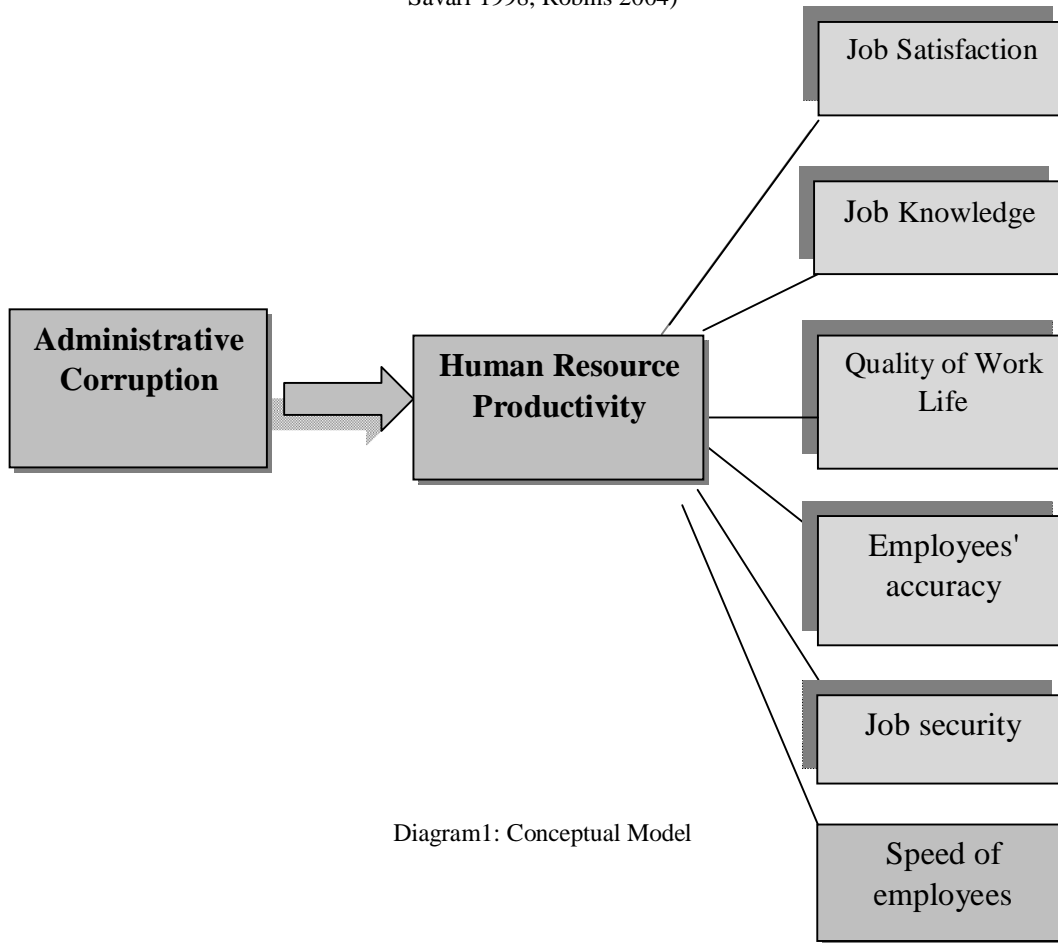 Savari 1998, Robins 2004)
Job Satisfaction
Job Knowledge
Administrative
Corruption
Human Resource
Productivity
Quality of Work
Life
Employees'
accuracy
Job security
Diagram1: Conceptual Model
Speed of
employees